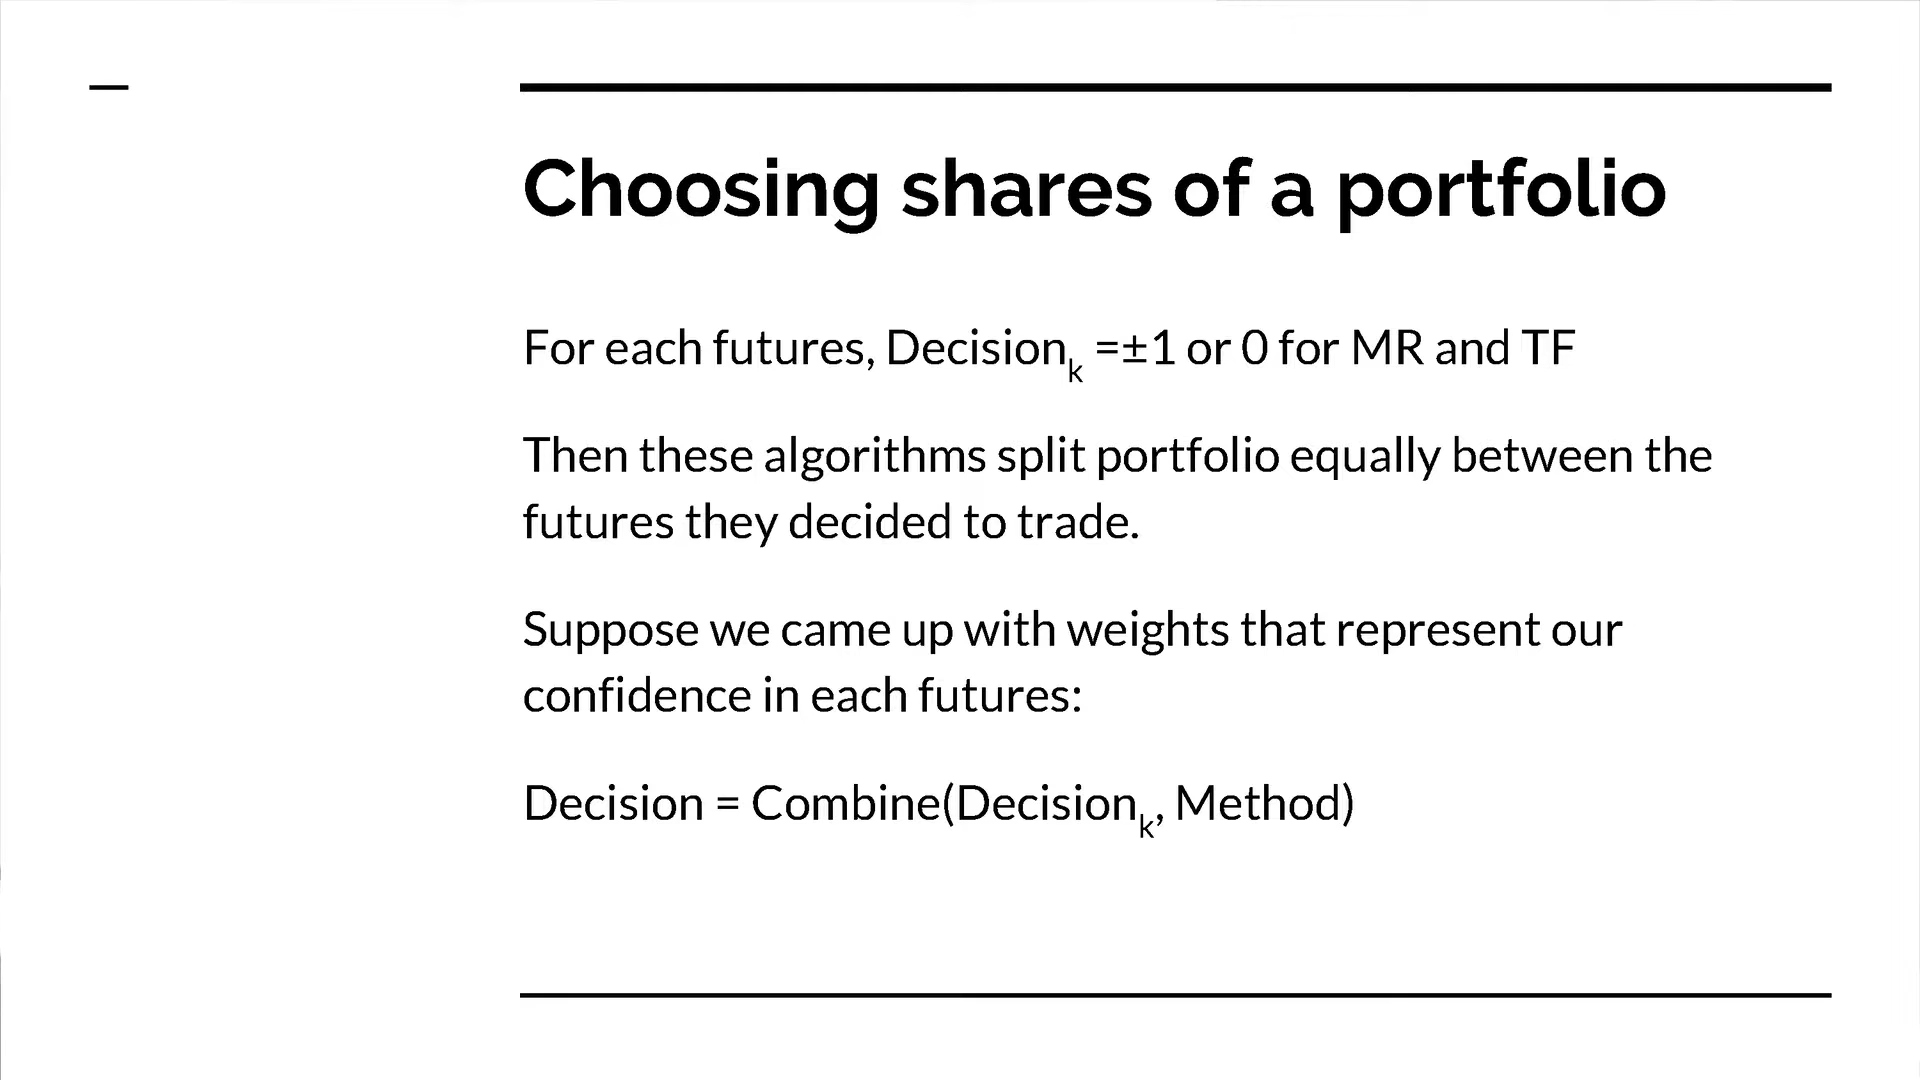 Choosing shares of a portfolio
For each futures, Decisionk =±1 or 0 for MR and TF
Then these algorithms split portfolio equally between the
futures they decided to trade.
Suppose we came up with weights that represent our
confidence in each futures:
Decision = Combine(Decisionk, Method)